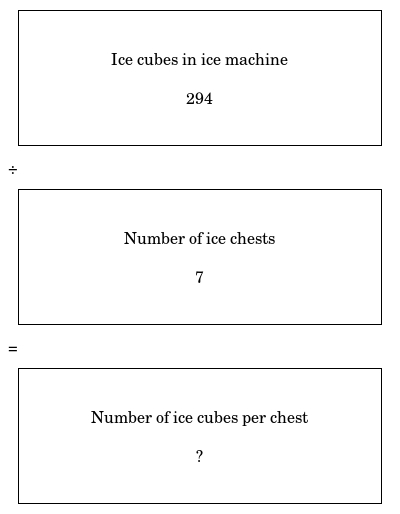 Ice cubes in ice machine
294
÷
Number of ice chests
7
=
Number of ice cubes per chest
?